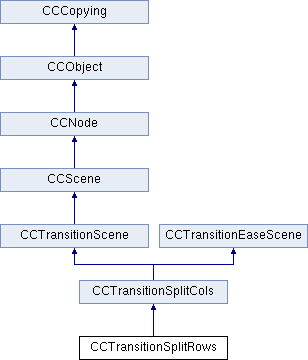 CCCopying
CCObject
CCNode
CCScene
CCTransitionScene
CCTransitionEaseScene
CCTransitionSplitCols
CCTransitionSplitRows